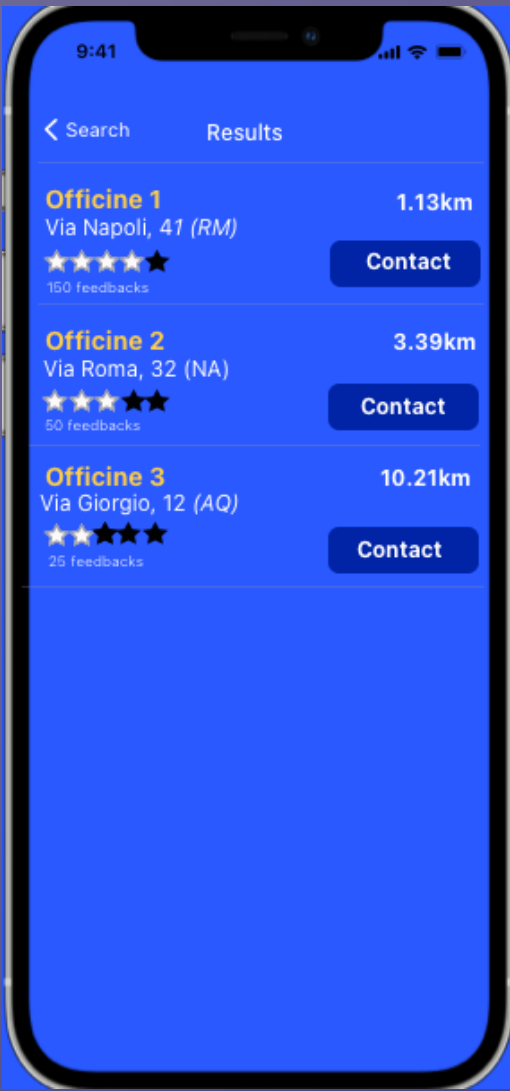 9:41
Search
Results
Officine 1
1.13km
Via Napoli, 41 (RM)
Contact
150 feedbacks
Officine 2
3.39km
Via Roma, 32 (NA)
Contact
50 feedbacks
Officine 3
10.21km
Via Giorgio, 12 (AQ)
Contact
25 feedbacks